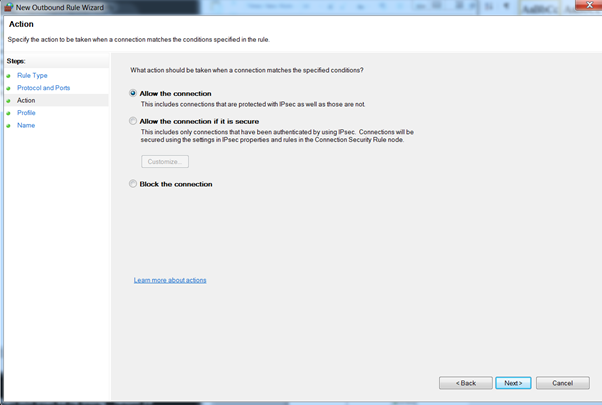 New Outbound Rule Wizard
Action
Specify the action to be taken when a connection matches the conditions specified in the rule.
Steps:
Rule Type
Protocol and Ports
Action
Profile
Name
What action should be taken when a connection matches the specified conditions?
Allow the connection
This includes connections that are protected with IPsec as well as those are not.
Allow the connection if it is secure
This includes only connections that have been authenticated by using IPsec. Connections will be
secured using the settings in IPsec properties and rules in the Connection Security Rule node.
Customize...
Block the connection
Learn more about actions
< Back
Next >
Cancel